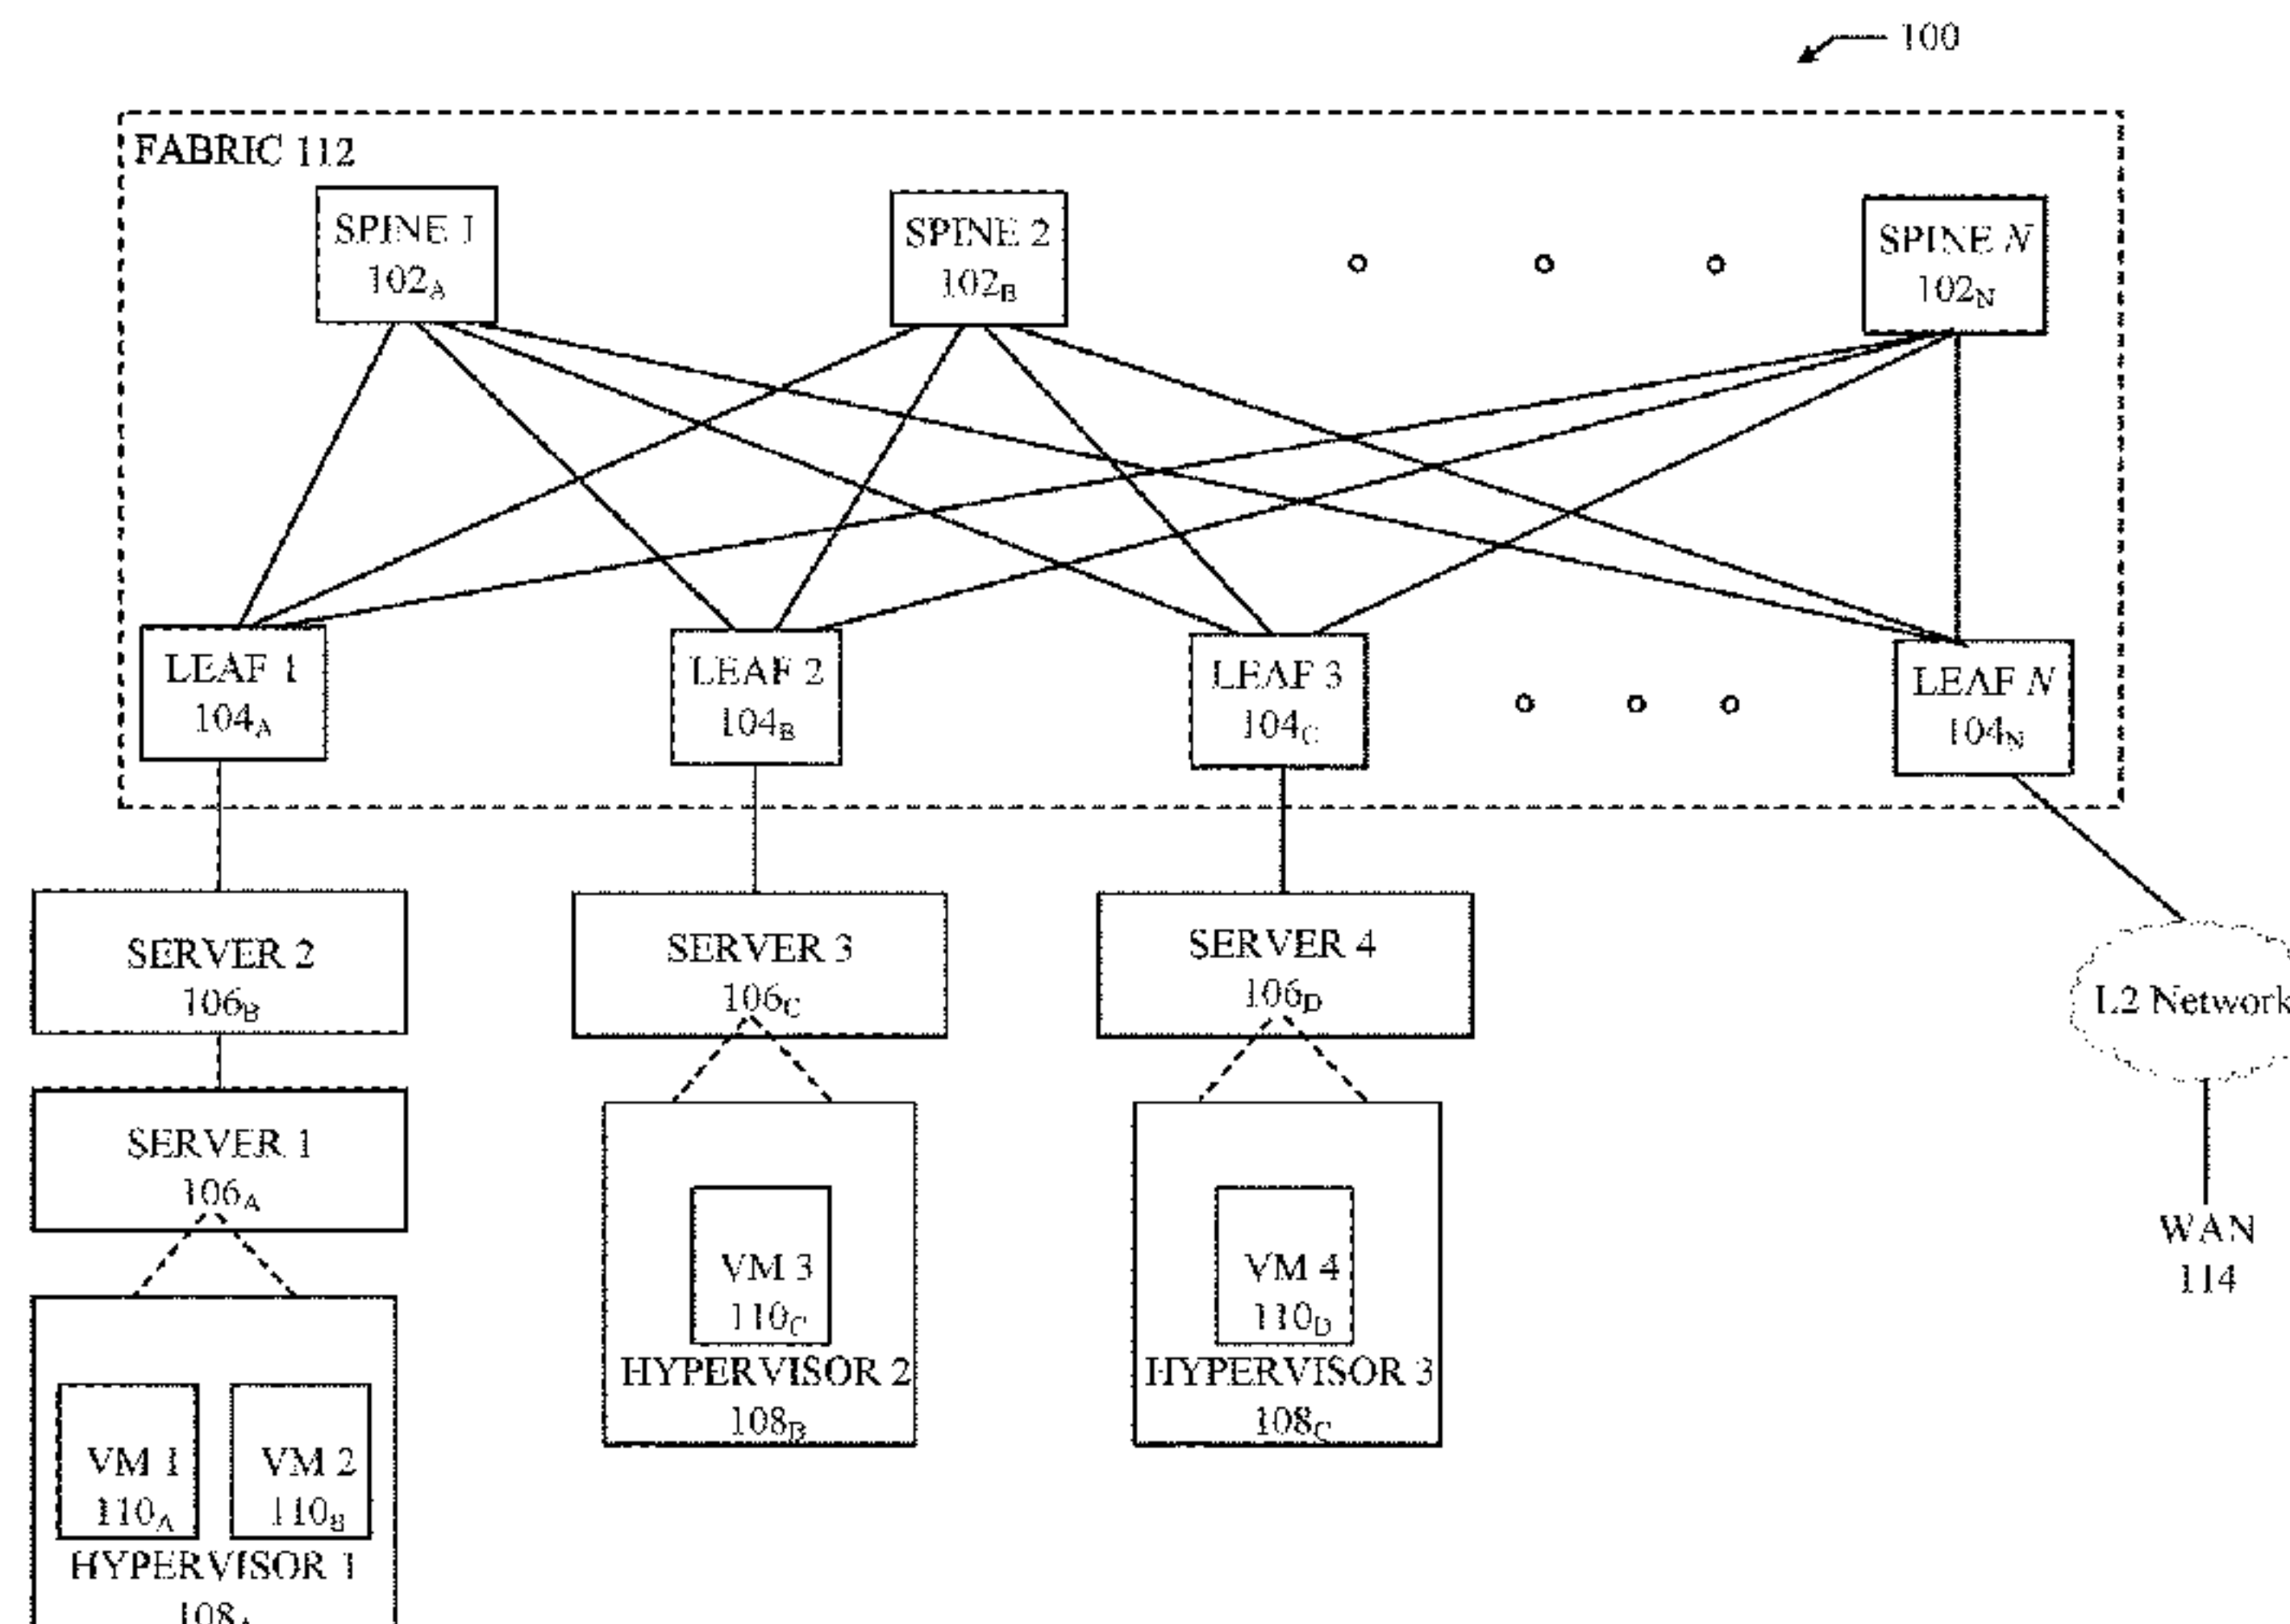 100
FABRIC 112
SPINE 1
102A
SPINE 2
102B
SPINE N
102N
LEAF 1
104A
LEAF 2
104B
LEAF 3
104C
LEAF N
104N
SERVER 2
106B
SERVER 3
106C
SERVER 4
106D
L2 Network
SERVER 1
106A
VM 3
110C
HYPERVISOR 2
108B
VM 4
110D
HYPERVISOR 3
108C
WAN
114
VM 1
110A
VM 2
110B
HYPERVISOR 1
108A